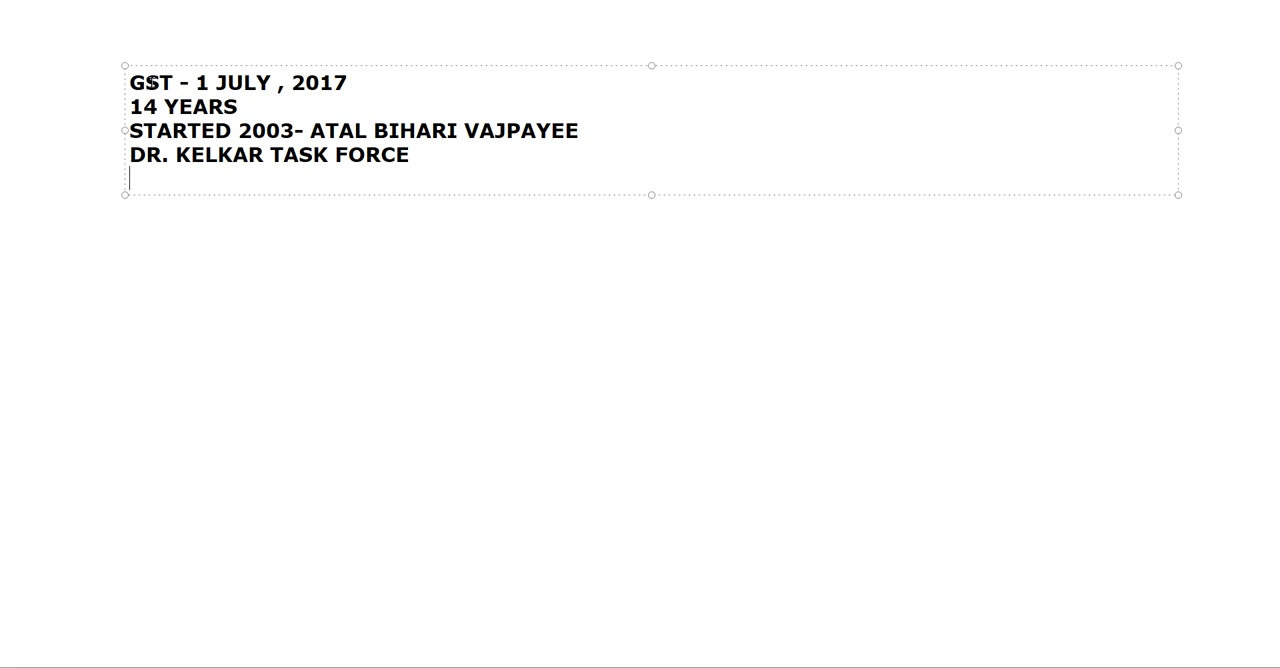 GST - 1 JULY , 2017
14 YEARS
STARTED 2003- ATAL BIHARI VAJPAYEE
DR. KELKAR TASK FORCE